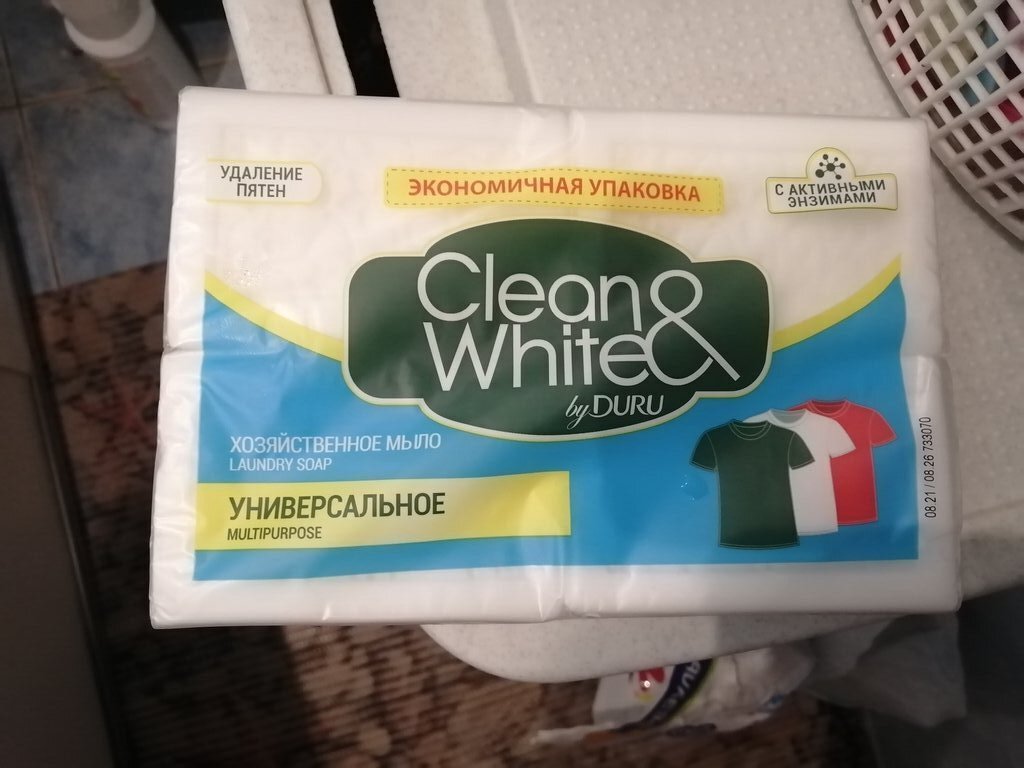 УДАЛЕНИЕ
ПЯТЕН
ЭКОНОМИЧНАЯ УПАКОВКА
С АКТИВНЫМИ
ЭНЗИМАМИ
Clean &
White
by DURU
ХОЗЯЙСТВЕННОЕ МЫЛО
LAUNDRY SOAP
УНИВЕРСАЛЬНОЕ
MULTIPURPOSE
08 21 / 08 26 733070